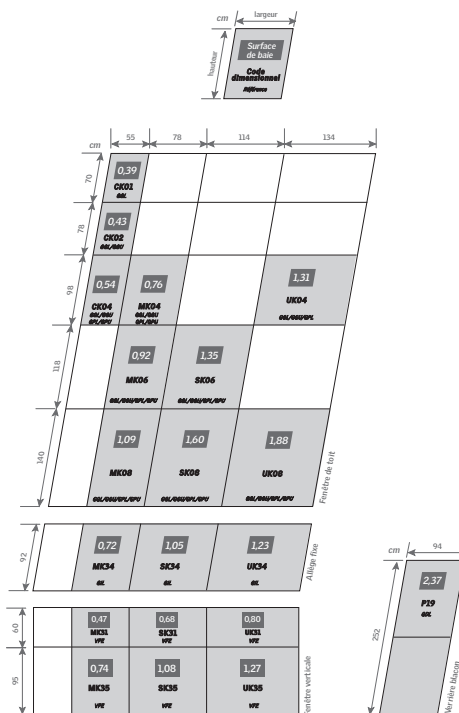 cm
largeur
hauteur
Surface
de baie
Code
dimensionnel
Référence
cm
55
78
114
134
70
0,39
CK01
GGL
78
0,43
CK02
GGL/GGU
98
0,54
CK04
GGL/GGU
GPL/GPU
0,76
MK04
GGL/GGU
GPL/GPU
1,31
UK04
GGL/GGU/GPL
118
0,92
MK06
GGL/GGU/GPL/GPU
1,35
SK06
GGL/GGU/GPL/GPU
140
1,09
MK08
GGL/GGU/GPL/GPU
1,60
SK08
GGL/GGU/GPL/GPU
1,88
UK08
GGL/GGU/GPL/GPU
Fenêtre de toit
92
0,72
MK34
GIL
1,05
SK34
GIL
1,23
UK34
GIL
Allège fixe
60
0,47
MK31
VFE
0,68
SK31
VFE
0,80
UK31
VFE
95
0,74
MK35
VFE
1,08
SK35
VFE
1,27
UK35
VFE
Fenêtre verticale
cm
94
252
2,37
P19
GDL
Verrière